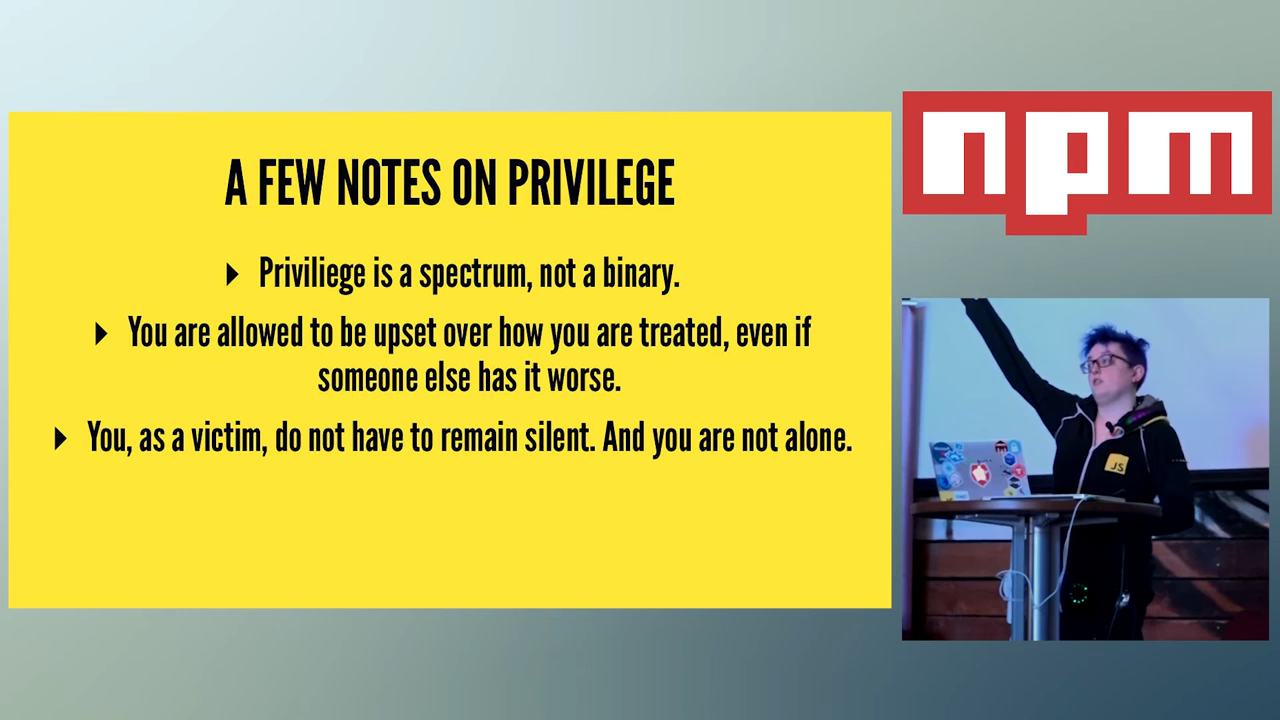 A FEW NOTES ON PRIVILEGE
Priviliege is a spectrum, not a binary.
You are allowed to be upset over how you are treated, even if
someone else has it worse.
You, as a victim, do not have to remain silent. And you are not alone.
npm
JS